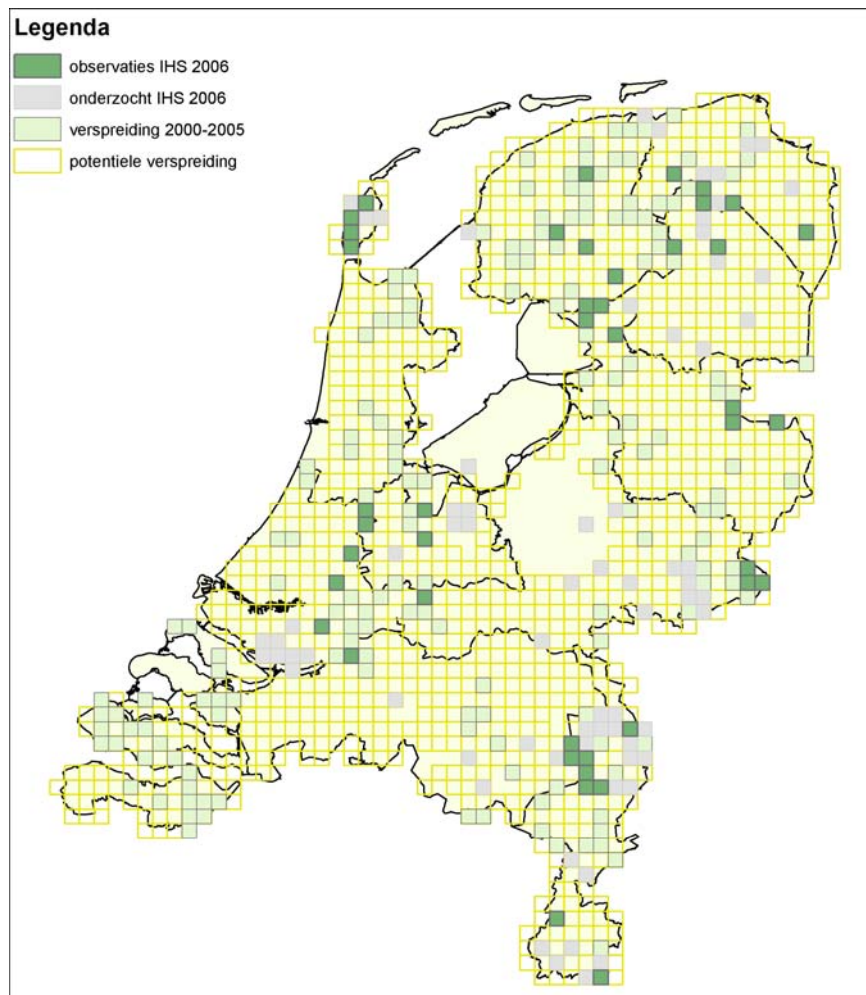 Legenda
observaties IHS 2006
onderzocht IHS 2006
verspreiding 2000-2005
potentiele verspreiding